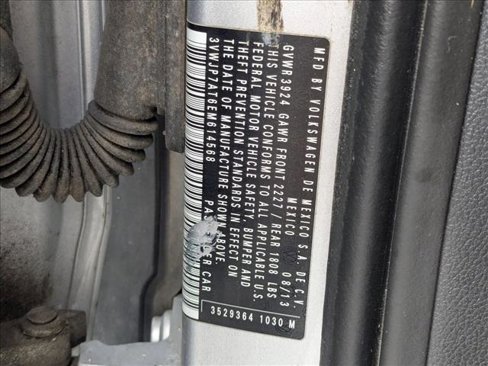 MFD BY VOLKSWAGEN DE MEXICO S.A. DE C.V.
MEXICO 08/13
GVWR 3924 GAWR FRONT 2227 / REAR 1808 LBS
THIS VEHICLE CONFORMS TO ALL APPLICABLE U.S.
FEDERAL MOTOR VEHICLE SAFETY, BUMPER AND
THEFT PREVENTION STANDARDS IN EFFECT ON
THE DATE OF MANUFACTURE SHOWN ABOVE.
3VWJP7AT6EM614568
CAR
3529364 1030 M